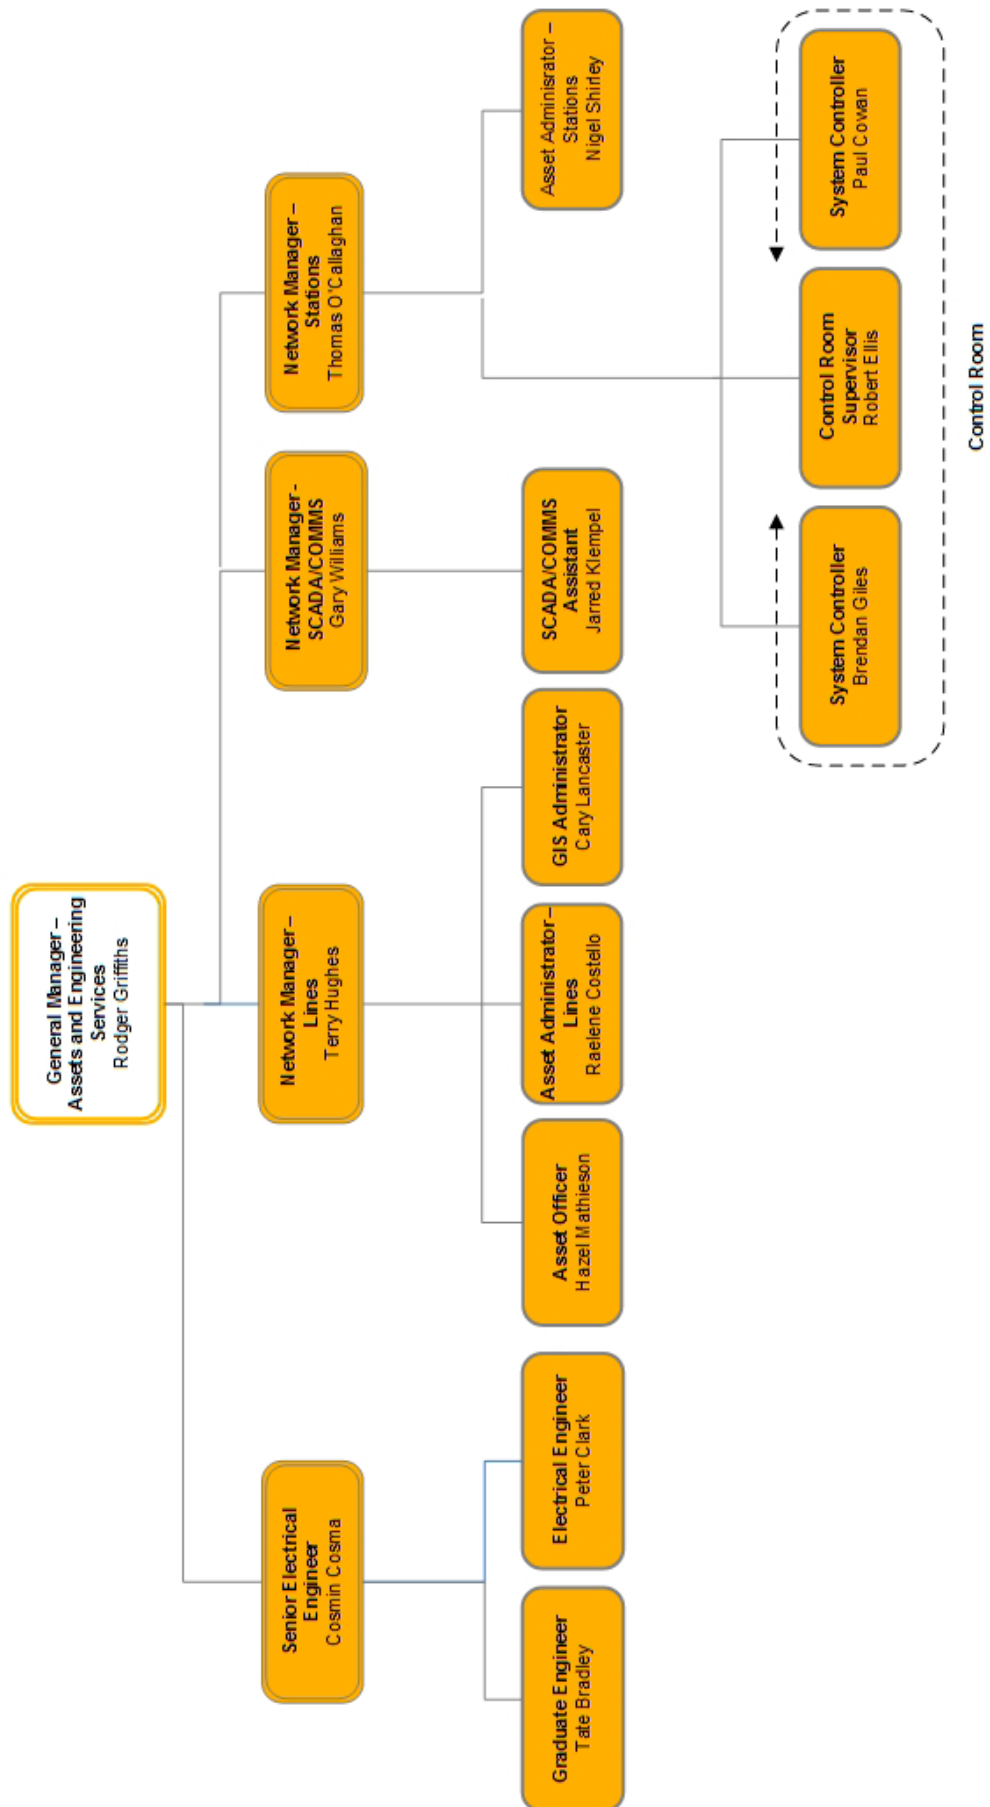 General Manager –
Assets and Engineering
Services
Rodger Griffiths
Senior Electrical
Engineer
Cosmin Cosma
Network Manager –
Lines
Terry Hughes
Network Manager -
SCADA/COMMS
Gary Williams
Network Manager –
Stations
Thomas O'Callaghan
Graduate Engineer
Tate Bradley
Electrical Engineer
Peter Clark
Asset Officer
Hazel Mathieson
Asset Administrator –
Lines
Raelene Costello
GIS Administrator
Cary Lancaster
SCADA/COMMS
Assistant
Jarred Klempel
Asset Adminisrator –
Stations
Nigel Shirley
System Controller
Brendan Giles
Control Room
Supervisor
Robert Ellis
System Controller
Paul Cowan
Control Room